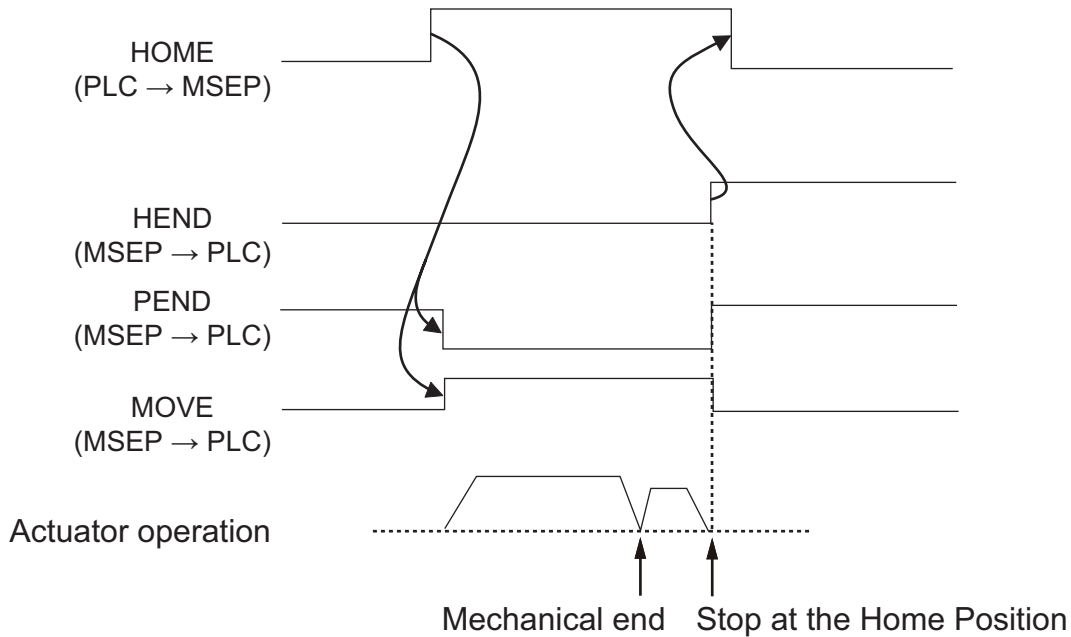 HOME
(PLC → MSEP)
HEND
(MSEP → PLC)
PEND
(MSEP → PLC)
MOVE
(MSEP → PLC)
Actuator operation
Mechanical end
Stop at the Home Position